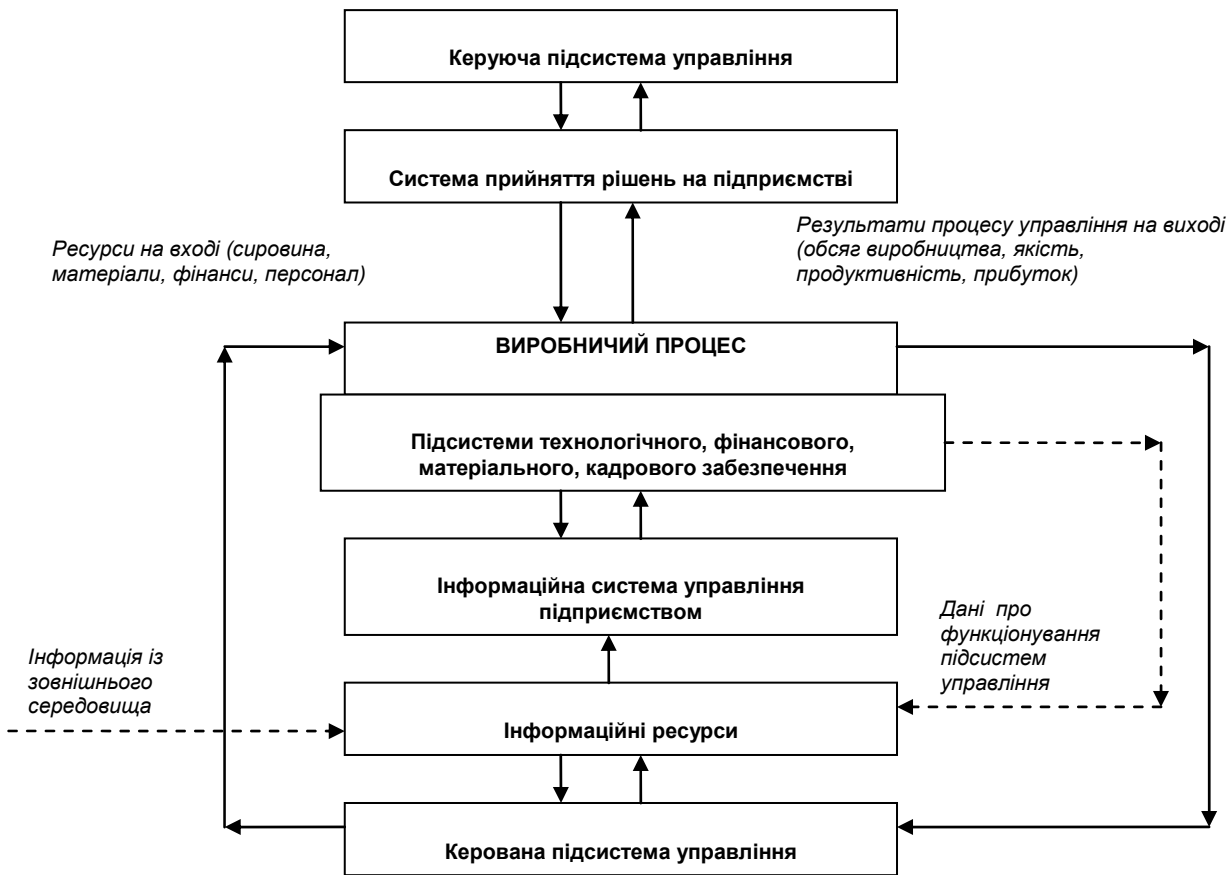 Керуюча підсистема управління
Система прийняття рішень на підприємстві
Ресурси на вході (сировина,
матеріали, фінанси, персонал)
Результати процесу управління на виході
(обсяг виробництва, якість,
продуктивність, прибуток)
ВИРОБНИЧИЙ ПРОЦЕС
Підсистеми технологічного, фінансового,
матеріального, кадрового забезпечення
Інформаційна система управління
підприємством
Дані про
функціонування
підсистем
управління
Інформація із
зовнішнього
середовища
Інформаційні ресурси
Керована підсистема управління